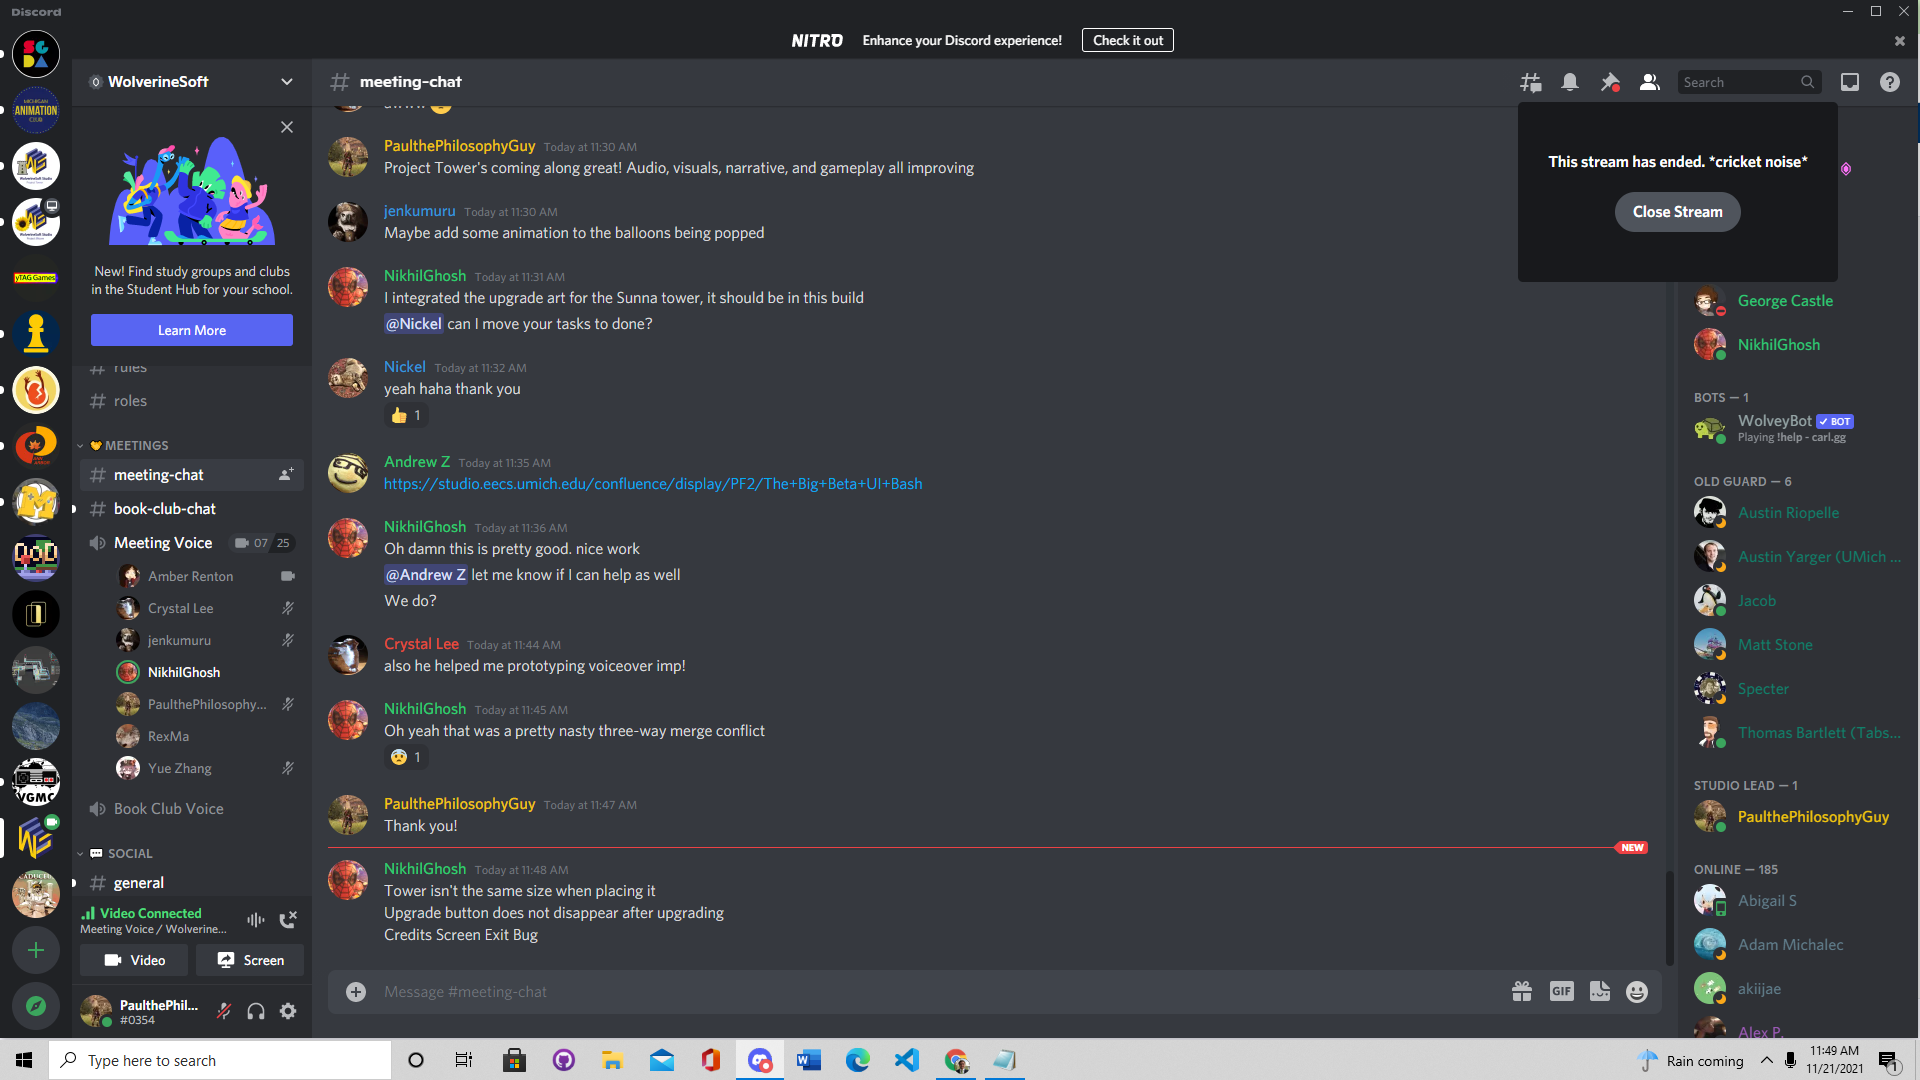 Discord
NITRO
Enhance your Discord experience!
Check it out
WolverineSoft
New! Find study groups and clubs
in the Student Hub for your school.
Learn More
rules
roles
MEETINGS
meeting-chat
book-club-chat
Meeting Voice
07 25
Amber Renton
Crystal Lee
jenkumuru
NikhilGhosh
PaulthePhilosophy...
RexMa
Yue Zhang
Book Club Voice
SOCIAL
general
Video Connected
Meeting Voice / Wolverine...
Video
Screen
PaulthePhil...
#0354
meeting-chat
Search
PaulthePhilosophyGuy Today at 11:30 AM
Project Tower's coming along great! Audio, visuals, narrative, and gameplay all improving
jenkumuru Today at 11:30 AM
Maybe add some animation to the balloons being popped
NikhilGhosh Today at 11:31 AM
I integrated the upgrade art for the Sunna tower, it should be in this build
@Nickel can I move your tasks to done?
Nickel Today at 11:32 AM
yeah haha thank you
1
Andrew Z Today at 11:35 AM
https://studio.eecs.umich.edu/confluence/display/PF2/The+Big+Beta+UI+Bash
NikhilGhosh Today at 11:36 AM
Oh damn this is pretty good. nice work
@Andrew Z let me know if I can help as well
We do?
Crystal Lee Today at 11:44 AM
also he helped me prototyping voiceover imp!
NikhilGhosh Today at 11:45 AM
Oh yeah that was a pretty nasty three-way merge conflict
1
PaulthePhilosophyGuy Today at 11:47 AM
Thank you!
NEW
NikhilGhosh Today at 11:48 AM
Tower isn't the same size when placing it
Upgrade button does not disappear after upgrading
Credits Screen Exit Bug
Message #meeting-chat
GIF
This stream has ended. *cricket noise*
Close Stream
George Castle
NikhilGhosh
BOTS — 1
WolveyBot BOT
Playing !help - carl.gg
OLD GUARD — 6
Austin Riopelle
Austin Yarger (UMich ...
Jacob
Matt Stone
Specter
Thomas Bartlett (Tabs...
STUDIO LEAD — 1
PaulthePhilosophyGuy
ONLINE — 185
Abigail S
Adam Michalec
akiijae
Alex P.
SG
DA
MICHIGAN
ANIMATION
CLUB
yTAG Games
VGMC
Type here to search
Rain coming
11:49 AM
11/21/2021
1